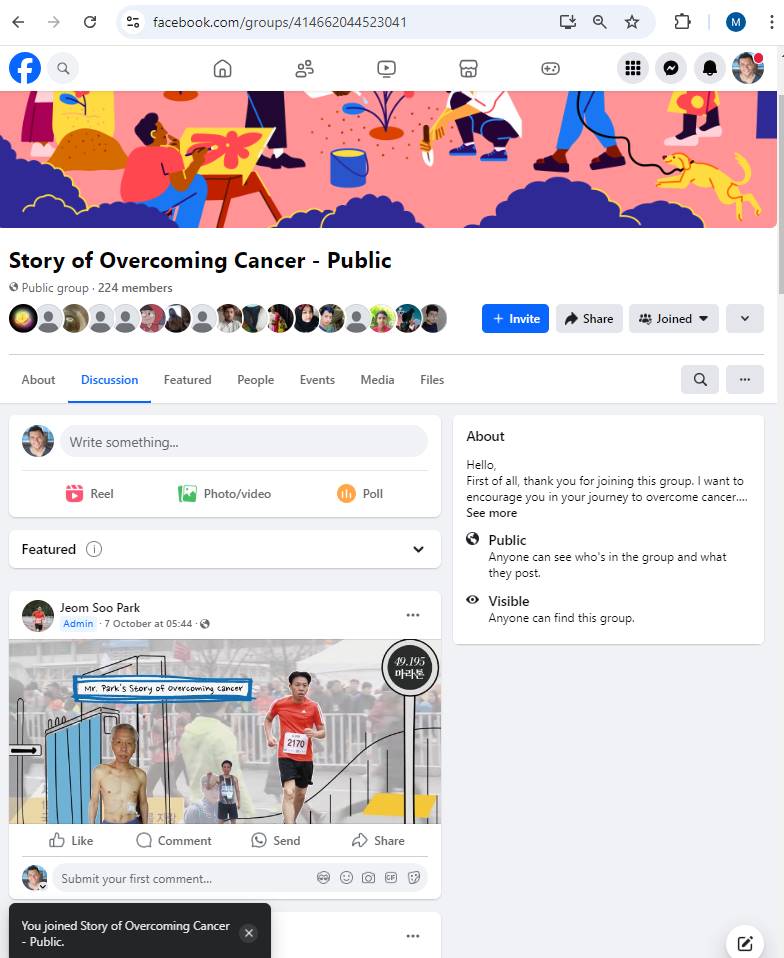 facebook.com/groups/414662044523041
M
Story of Overcoming Cancer - Public
Public group · 224 members
+ Invite
Share
Joined
About
Discussion
Featured
People
Events
Media
Files
Write something...
Reel
Photo/video
Poll
Featured
Jeom Soo Park
Admin · 7 October at 05:44 ·
Mr. Park's Story of Overcoming Cancer
49.195
마라톤
2170
Like
Comment
Send
Share
Submit your first comment...
GIF
You joined Story of Overcoming Cancer
- Public.
About
Hello,
First of all, thank you for joining this group. I want to
encourage you in your journey to overcome cancer....
See more
Public
Anyone can see who's in the group and what
they post.
Visible
Anyone can find this group.